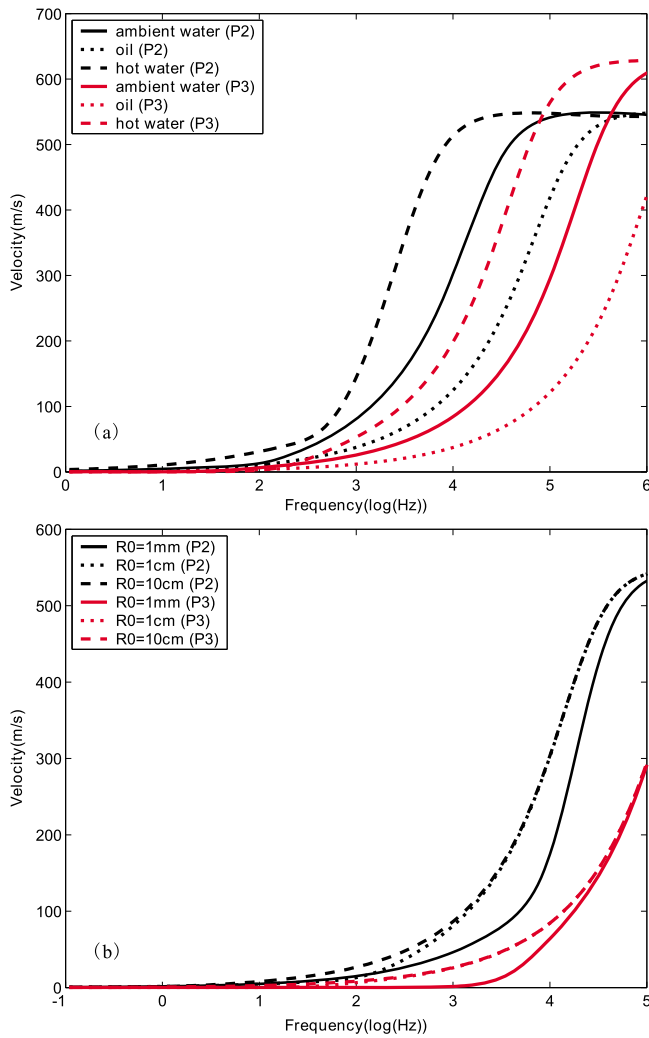 700
600
500
400
300
200
100
0
Velocity(m/s)
ambient water (P2)
oil (P2)
hot water (P2)
ambient water (P3)
oil (P3)
hot water (P3)
(a)
0 1 2 3 4 5 6
Frequency(log(Hz))
600
500
400
300
200
100
0
Velocity(m/s)
R0=1mm (P2)
R0=1cm (P2)
R0=10cm (P2)
R0=1mm (P3)
R0=1cm (P3)
R0=10cm (P3)
(b)
-1 0 1 2 3 4 5
Frequency(log(Hz))